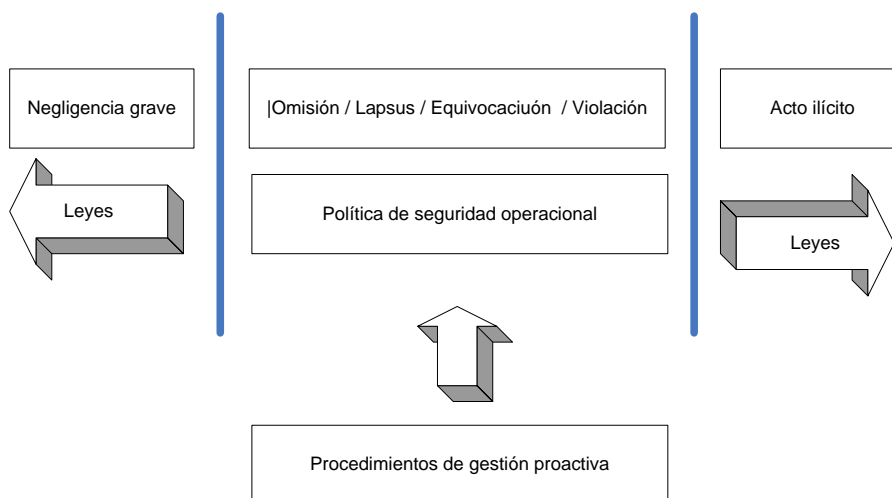 Negligencia grave
|Omisión / Lapsus / Equivocaciuón / Violación
Acto ilícito
Leyes
Política de seguridad operacional
Leyes
Procedimientos de gestión proactiva